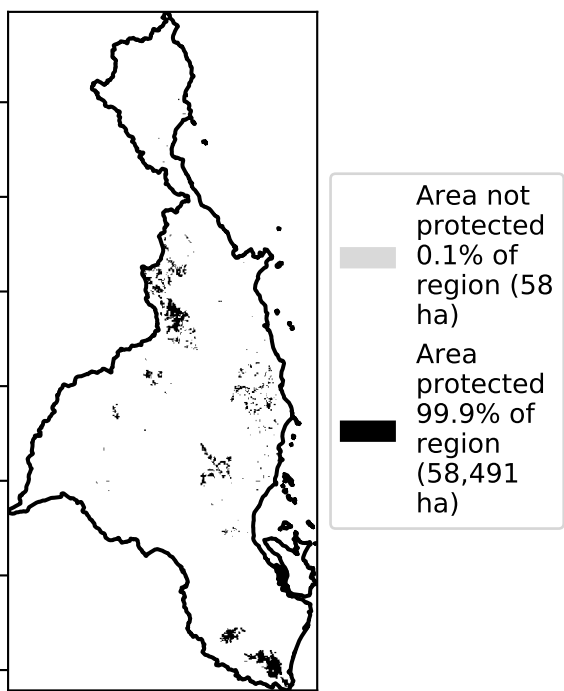 Area not
protected
0.1% of
region (58
ha)
Area
protected
99.9% of
region
(58,491
ha)